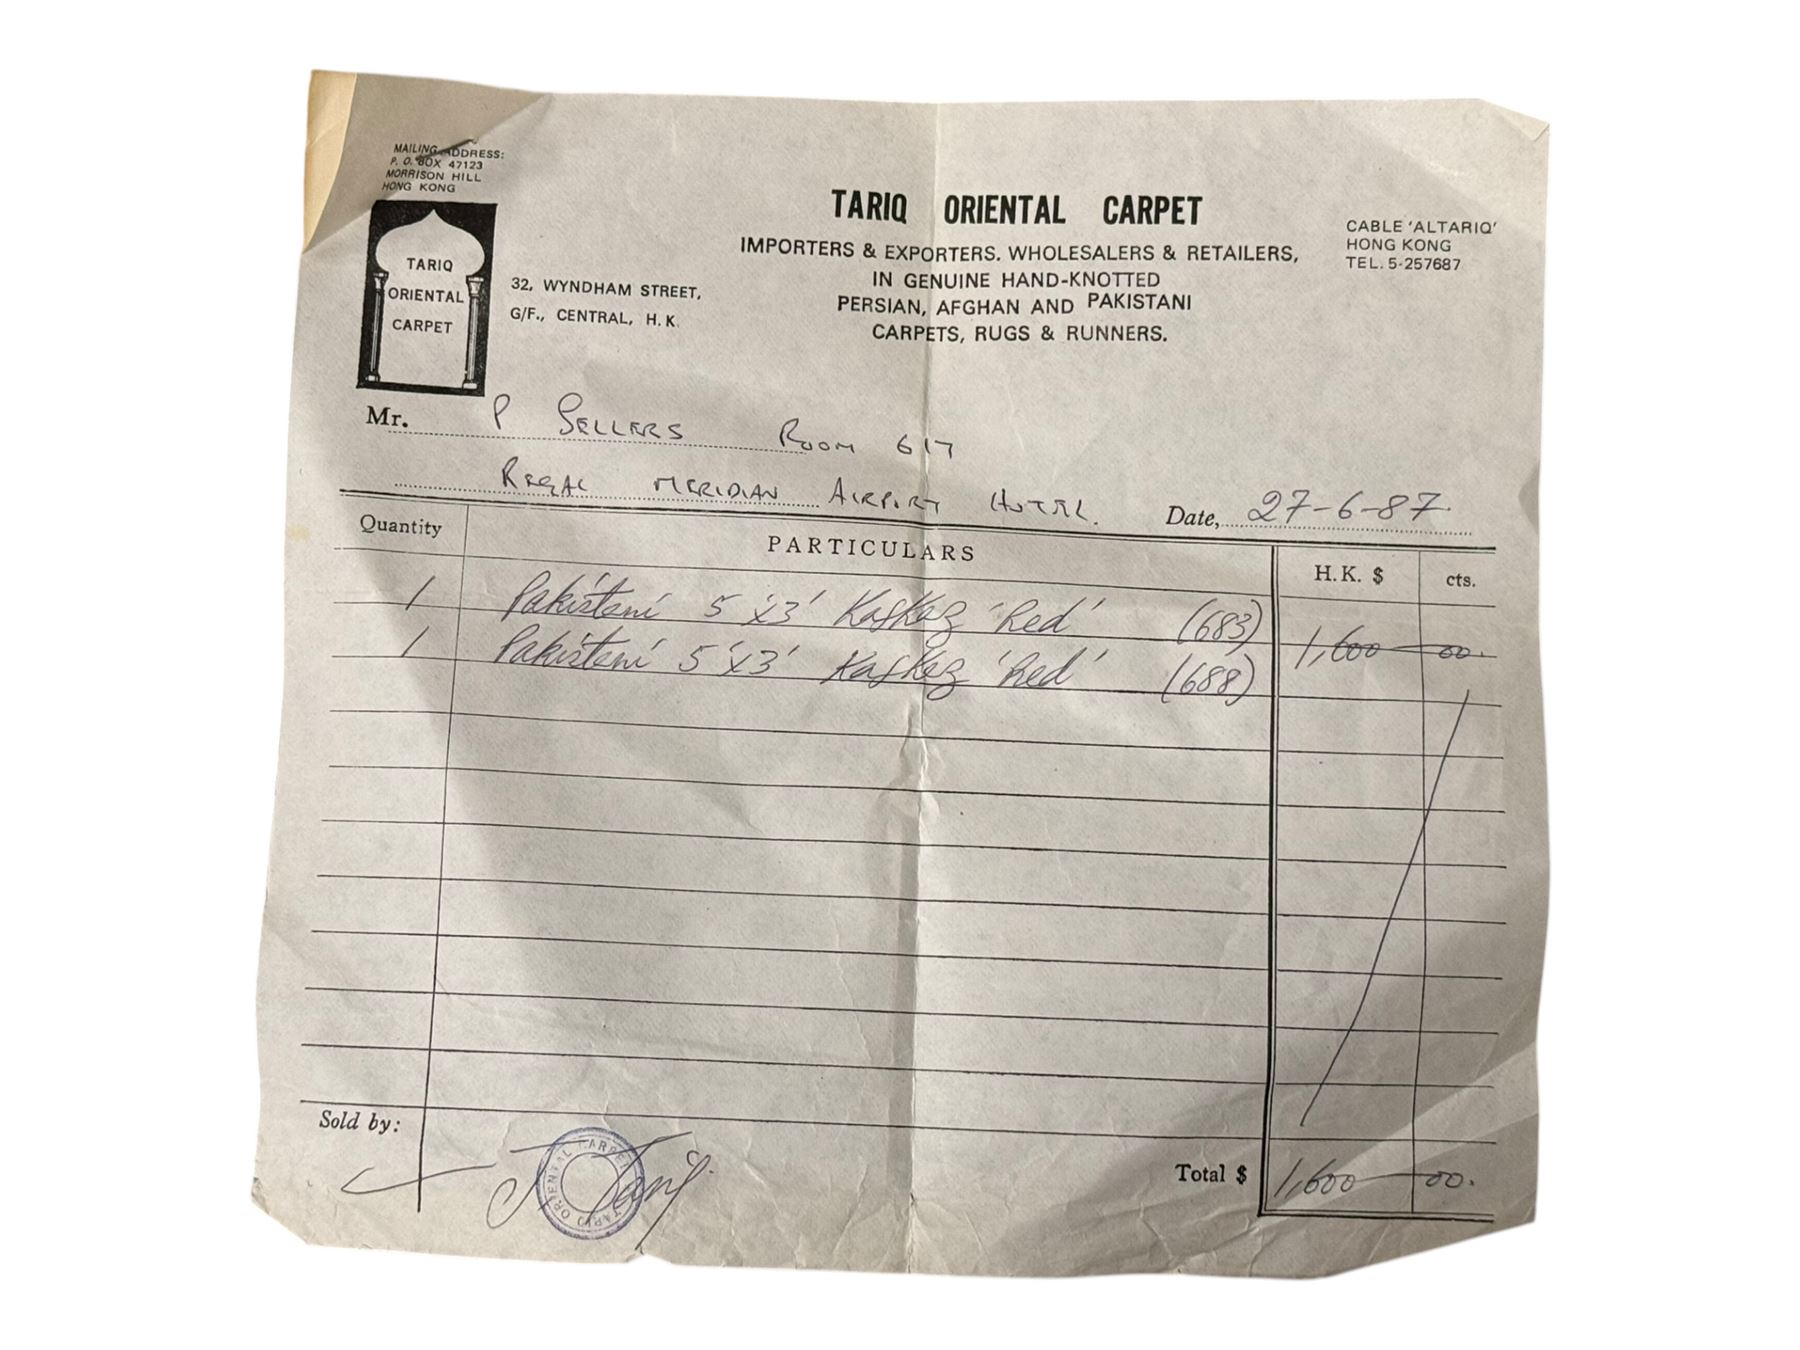 MAILING ADDRESS:
P. O. BOX 47123
MORRISON HILL
HONG KONG
TARIQ
ORIENTAL
CARPET
32, WYNDHAM STREET,
G/F., CENTRAL, H. K.
TARIQ ORIENTAL CARPET
IMPORTERS & EXPORTERS. WHOLESALERS & RETAILERS,
IN GENUINE HAND-KNOTTED
PERSIAN, AFGHAN AND PAKISTANI
CARPETS, RUGS & RUNNERS.
CABLE 'ALTARIQ'
HONG KONG
TEL. 5-257687
Mr. P SELLERS ROOM 617
REGAL MERIDIAN AIRPORT HOTEL.
Date, 27-6-87
Quantity PARTICULARS H.K. $ cts.
1 Pakistani 5'x3' Kafkaz 'Red' (683) 1,600 00.
1 Pakistani 5'x3' Kafkaz 'Red' (688)
Sold by:
TARIQ ORIENTAL CARPET
Total $ 1,600 00.